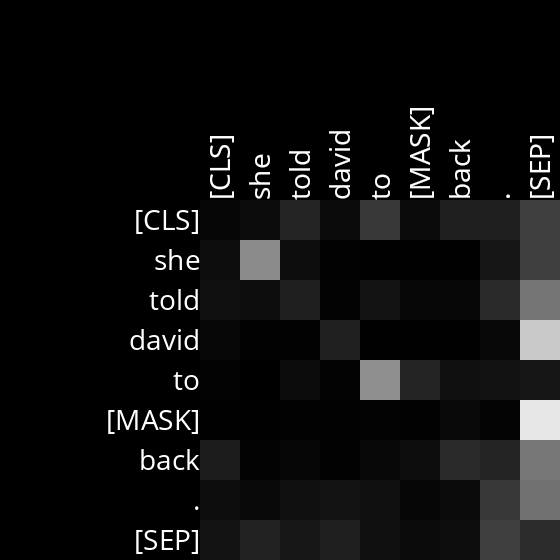 [CLS]
she
told
david
to
[MASK]
back
.
[SEP]
[CLS]
she
told
david
to
[MASK]
back
.
[SEP]